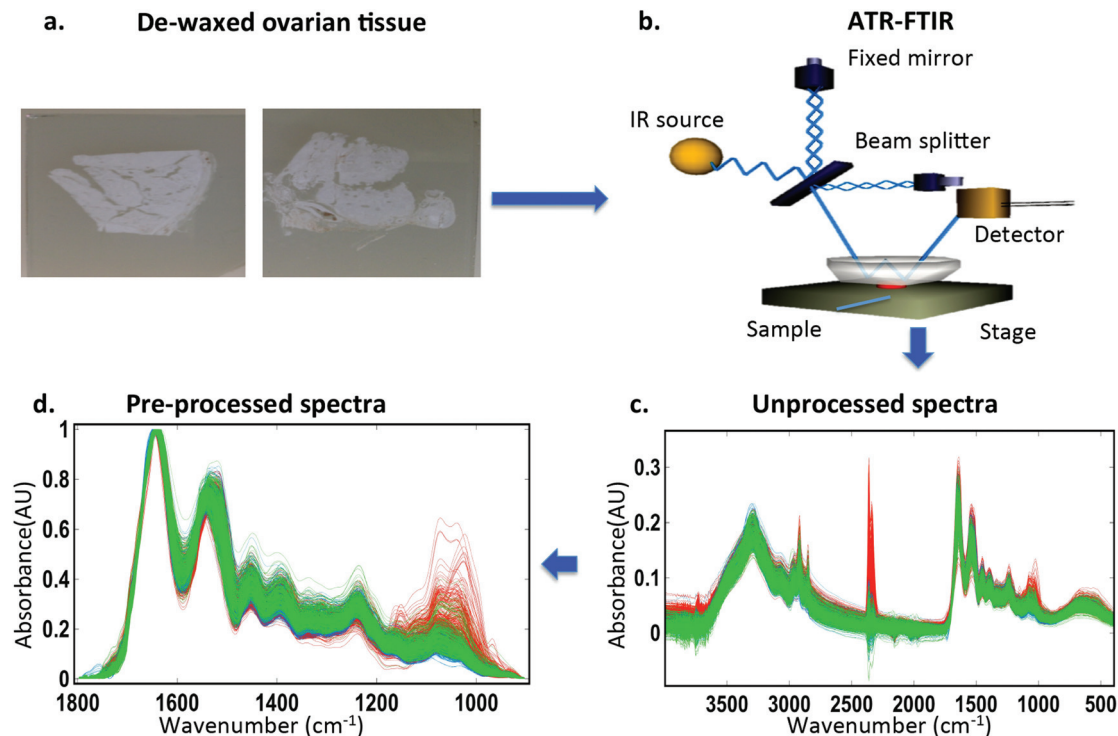 a. De-waxed ovarian tissue
b. ATR-FTIR
Fixed mirror
IR source
Beam splitter
Detector
Sample
Stage
d. Pre-processed spectra
1
0.8
0.6
0.4
0.2
0
Absorbance(AU)
1800 1600 1400 1200 1000
Wavenumber (cm⁻¹)
c. Unprocessed spectra
0.3
0.2
0.1
0
Absorbance(AU)
3500 3000 2500 2000 1500 1000 500
Wavenumber (cm⁻¹)